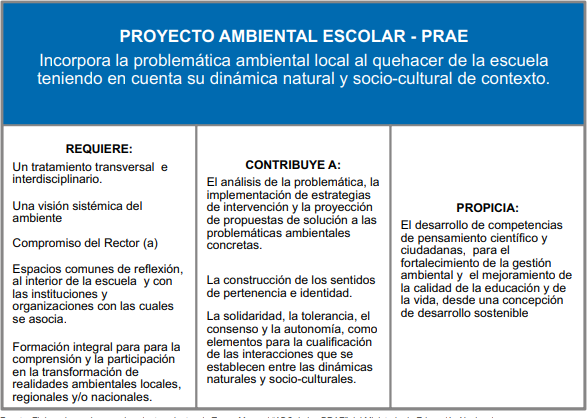 PROYECTO AMBIENTAL ESCOLAR - PRAE
Incorpora la problemática ambiental local al quehacer de la escuela
teniendo en cuenta su dinámica natural y socio-cultural de contexto.
REQUIERE:
Un tratamiento transversal e
interdisciplinario.
Una visión sistémica del
ambiente
Compromiso del Rector (a)
Espacios comunes de reflexión,
al interior de la escuela y con
las instituciones y
organizaciones con las cuales
se asocia.
Formación integral para para la
comprensión y la participación
en la transformación de
realidades ambientales locales,
regionales y/o nacionales.
CONTRIBUYE A:
El análisis de la problemática, la
implementación de estrategias
de intervención y la proyección
de propuestas de solución a las
problemáticas ambientales
concretas.
La construcción de los sentidos
de pertenencia e identidad.
La solidaridad, la tolerancia, el
consenso y la autonomía, como
elementos para la cualificación
de las interacciones que se
establecen entre las dinámicas
naturales y socio-culturales.
PROPICIA:
El desarrollo de competencias
de pensamiento científico y
ciudadanas, para el
fortalecimiento de la gestión
ambiental y el mejoramiento de
la calidad de la educación y de
la vida, desde una concepción
de desarrollo sostenible